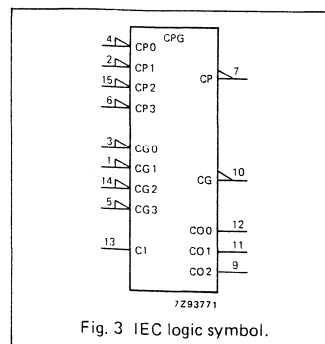 CPG
4 CP0
2 CP1
15 CP2
6 CP3
CP 7
3 CG0
1 CG1
14 CG2
5 CG3
CG 10
13 CI
CO0 12
CO1 11
CO2 9
7Z93771
Fig. 3 IEC logic symbol.